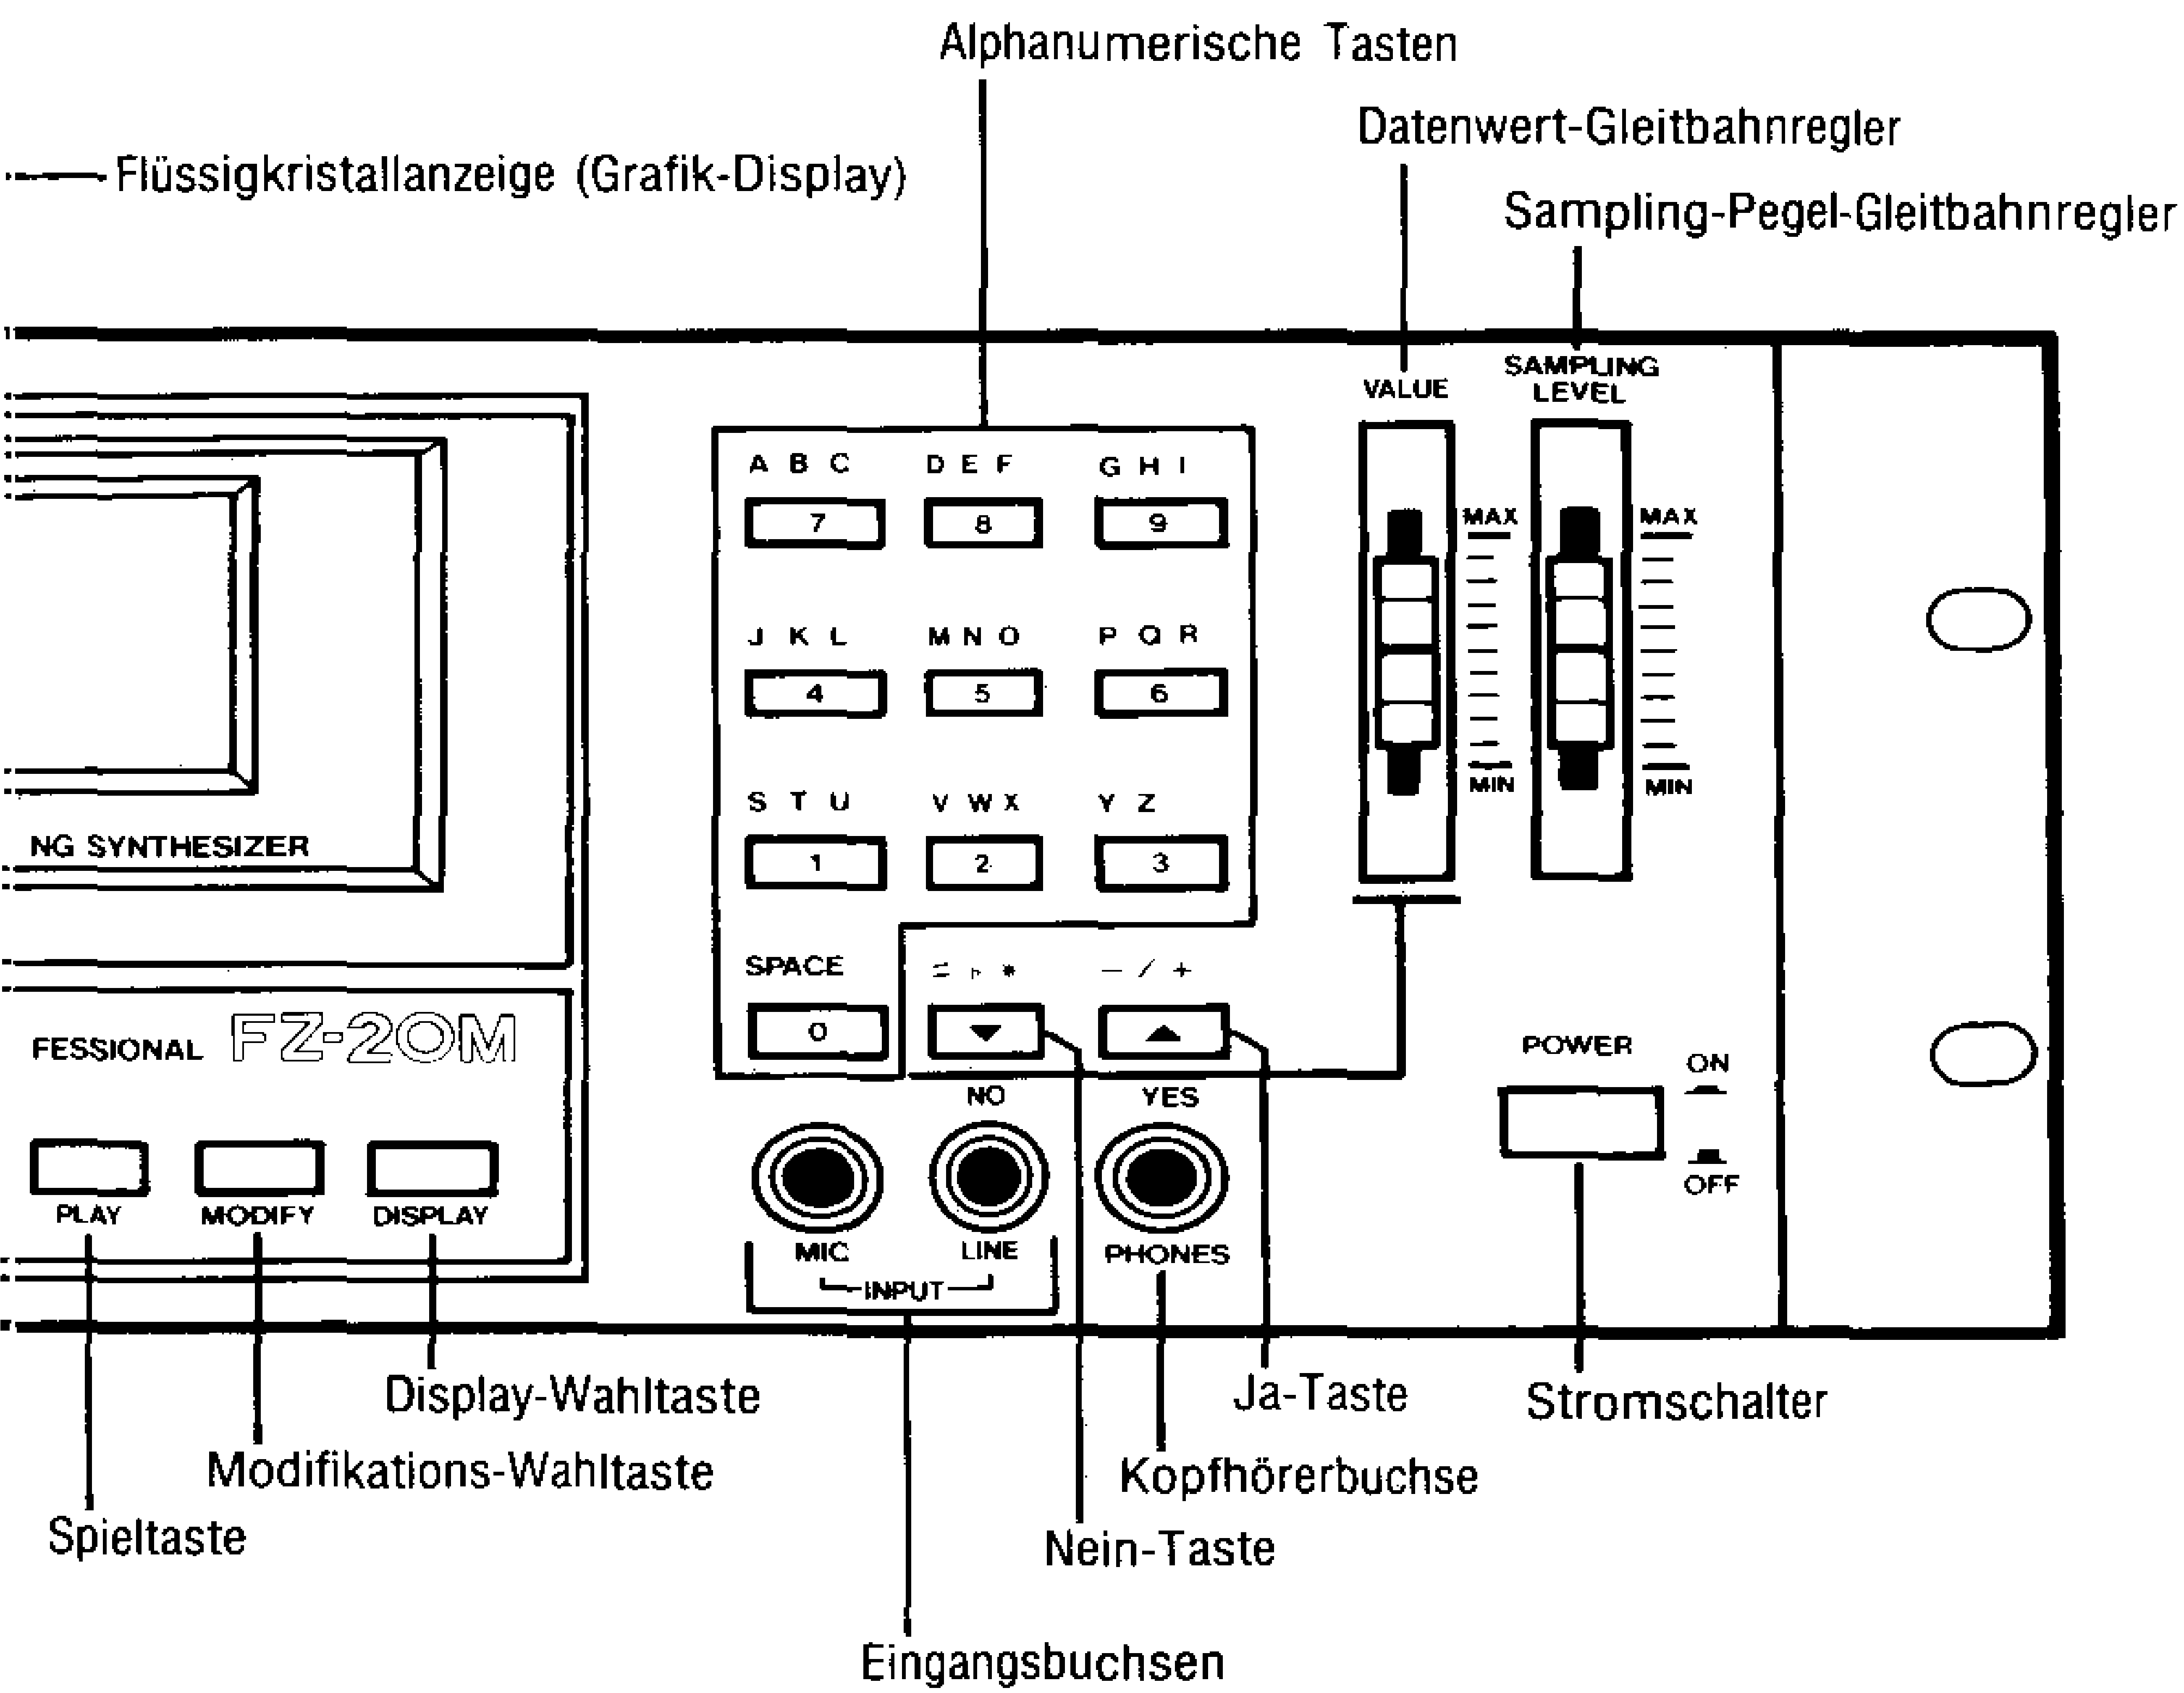 Alphanumerische Tasten
Datenwert-Gleitbahnregler
Flüssigkristallanzeige (Grafik-Display)
Sampling-Pegel-Gleitbahnregler
VALUE
SAMPLING
LEVEL
A B C D E F G H I
7 8 9
MAX MAX
J K L M N O P Q R
4 5 6
MIN MIN
S T U V W X Y Z
1 2 3
NG SYNTHESIZER
SPACE = , * - / +
0 ▼ ▲
FESSIONAL FZ-20M
POWER
ON
NO YES
OFF
PLAY MODIFY DISPLAY
MIC LINE PHONES
INPUT
Display-Wahltaste
Ja-Taste
Stromschalter
Modifikations-Wahltaste
Kopfhörerbuchse
Spieltaste
Nein-Taste
Eingangsbuchsen